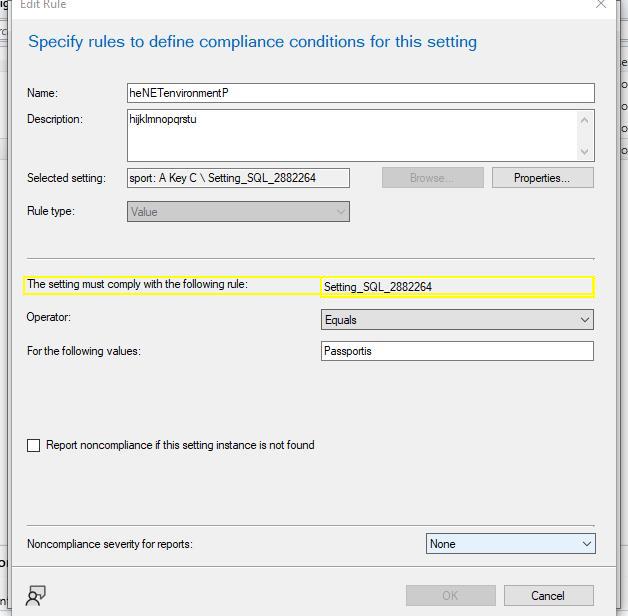 Edit Rule
Specify rules to define compliance conditions for this setting
Name: heNETenvironmentP
Description: hijklmnopqrstu
Selected setting: sport: A Key C \ Setting_SQL_2882264 Browse... Properties...
Rule type: Value
The setting must comply with the following rule: Setting_SQL_2882264
Operator: Equals
For the following values: Passportis
Report noncompliance if this setting instance is not found
Noncompliance severity for reports: None
OK Cancel